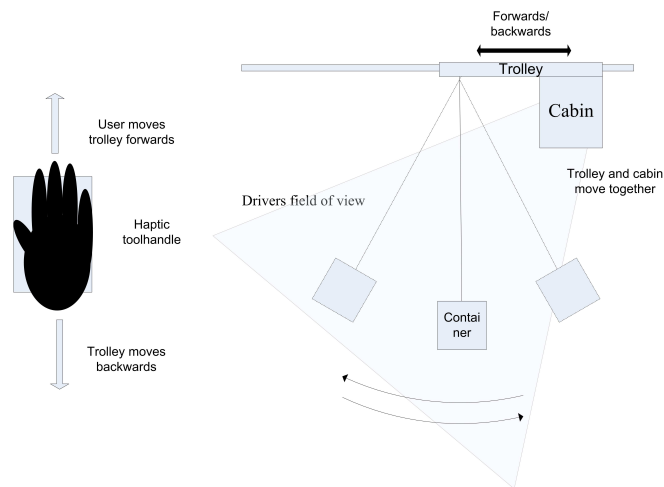 Forwards/
backwards
Trolley
Cabin
User moves
trolley forwards
Trolley and cabin
move together
Drivers field of view
Haptic
toolhandle
Contai
ner
Trolley moves
backwards